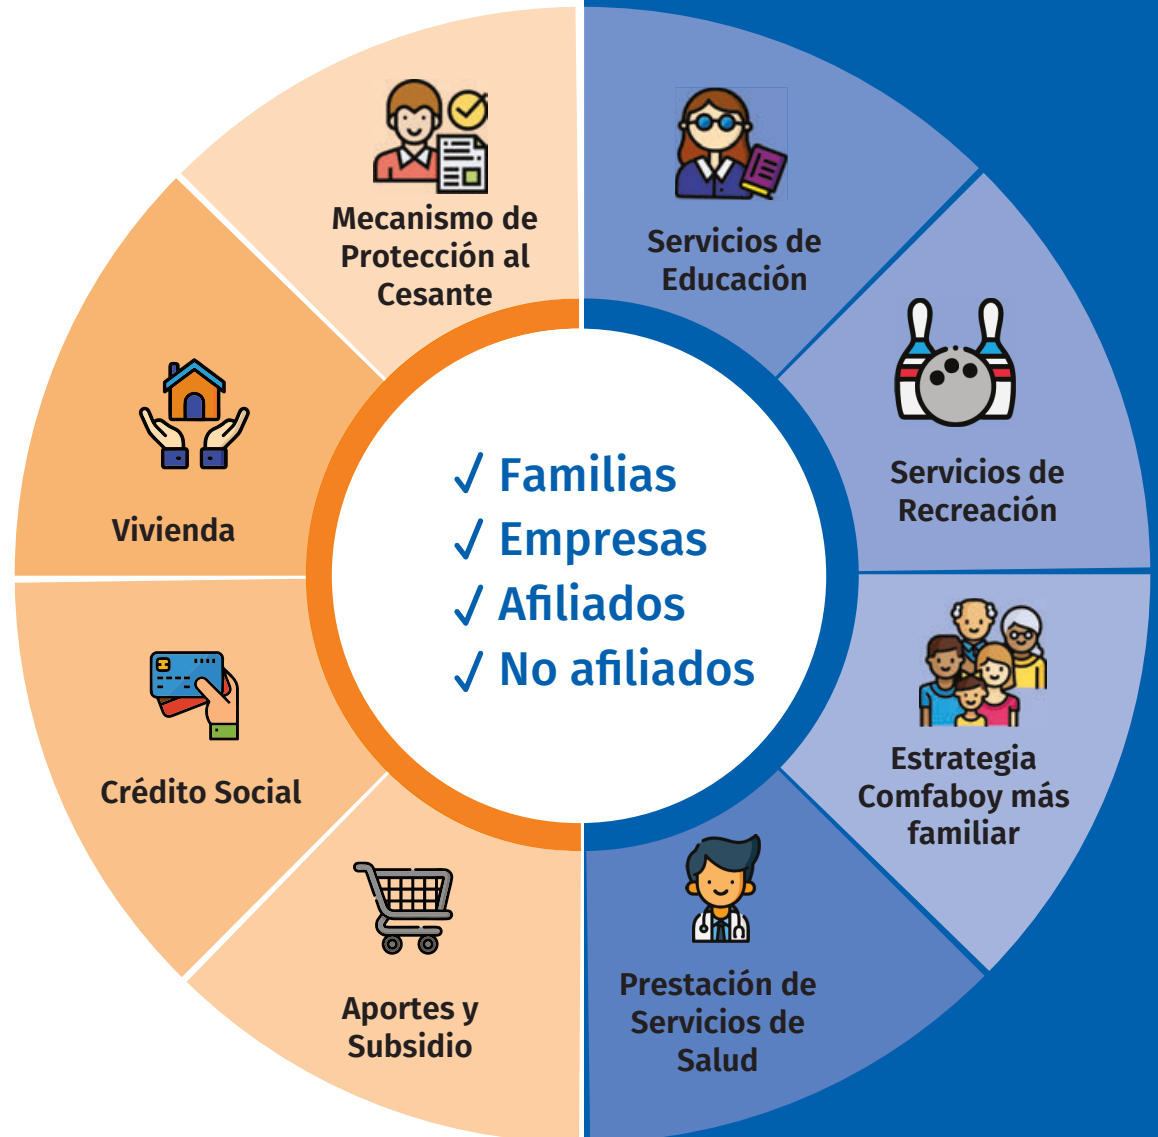 Mecanismo de
Protección al
Cesante
Servicios de
Educación
Servicios de
Recreación
Estrategia
Comfaboy más
familiar
Prestación de
Servicios de
Salud
Aportes y
Subsidio
Crédito Social
Vivienda
Familias
Empresas
Afiliados
No afiliados